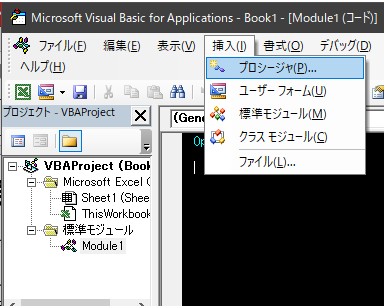 Microsoft Visual Basic for Applications - Book1 - [Module1 (コード)]
ファイル(F) 編集(E) 表示(V) 挿入(I) 書式(O) デバッグ(D)
ヘルプ(H)
プロシージャ(P)...
ユーザー フォーム(U)
標準モジュール(M)
クラス モジュール(C)
ファイル(L)...
プロジェクト - VBAProject
(Gene
Op
VBAProject (Book
Microsoft Excel (
Sheet1 (Shee
ThisWorkbook
標準モジュール
Module1